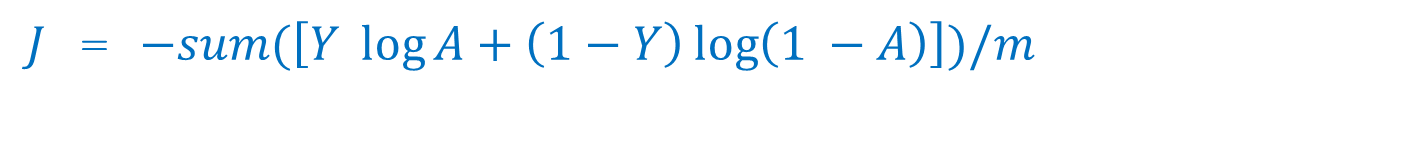 J = −sum([Y log A + (1 − Y) log(1 − A)])/m